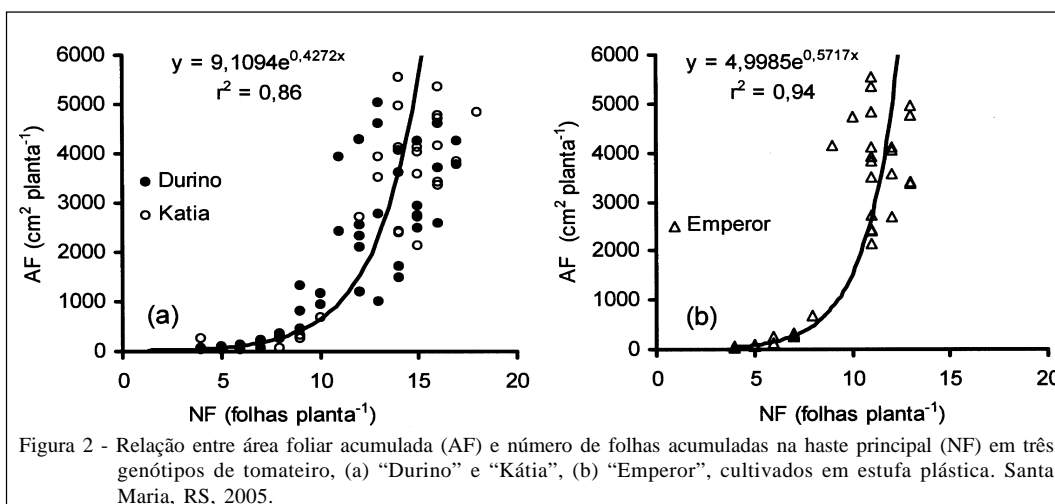 6000
5000
4000
3000
2000
1000
0
AF (cm² planta⁻¹)
y = 9,1094e^0,4272x
r² = 0,86
Durino
Kátia
(a)
0 5 10 15 20
NF (folhas planta⁻¹)
6000
5000
4000
3000
2000
1000
0
AF (cm² planta⁻¹)
y = 4,9985e^0,5717x
r² = 0,94
Emperor
(b)
0 5 10 15 20
NF (folhas planta⁻¹)
Figura 2 - Relação entre área foliar acumulada (AF) e número de folhas acumuladas na haste principal (NF) em três
genótipos de tomateiro, (a) “Durino” e “Kátia”, (b) “Emperor”, cultivados em estufa plástica. Santa
Maria, RS, 2005.